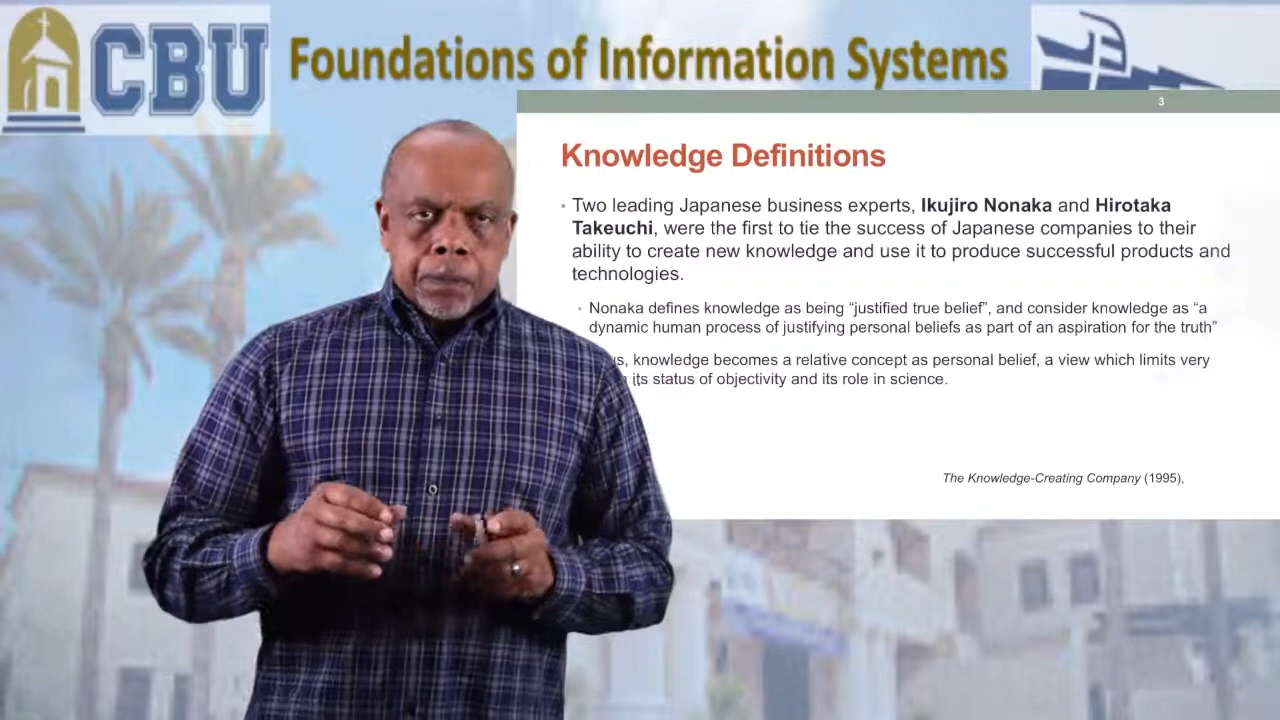 CBU
Foundations of Information Systems
3
Knowledge Definitions
Two leading Japanese business experts, Ikujiro Nonaka and Hirotaka
Takeuchi, were the first to tie the success of Japanese companies to their
ability to create new knowledge and use it to produce successful products and
technologies.
Nonaka defines knowledge as being “justified true belief”, and consider knowledge as “a
dynamic human process of justifying personal beliefs as part of an aspiration for the truth”
knowledge becomes a relative concept as personal belief, a view which limits very
its status of objectivity and its role in science.
The Knowledge-Creating Company (1995),